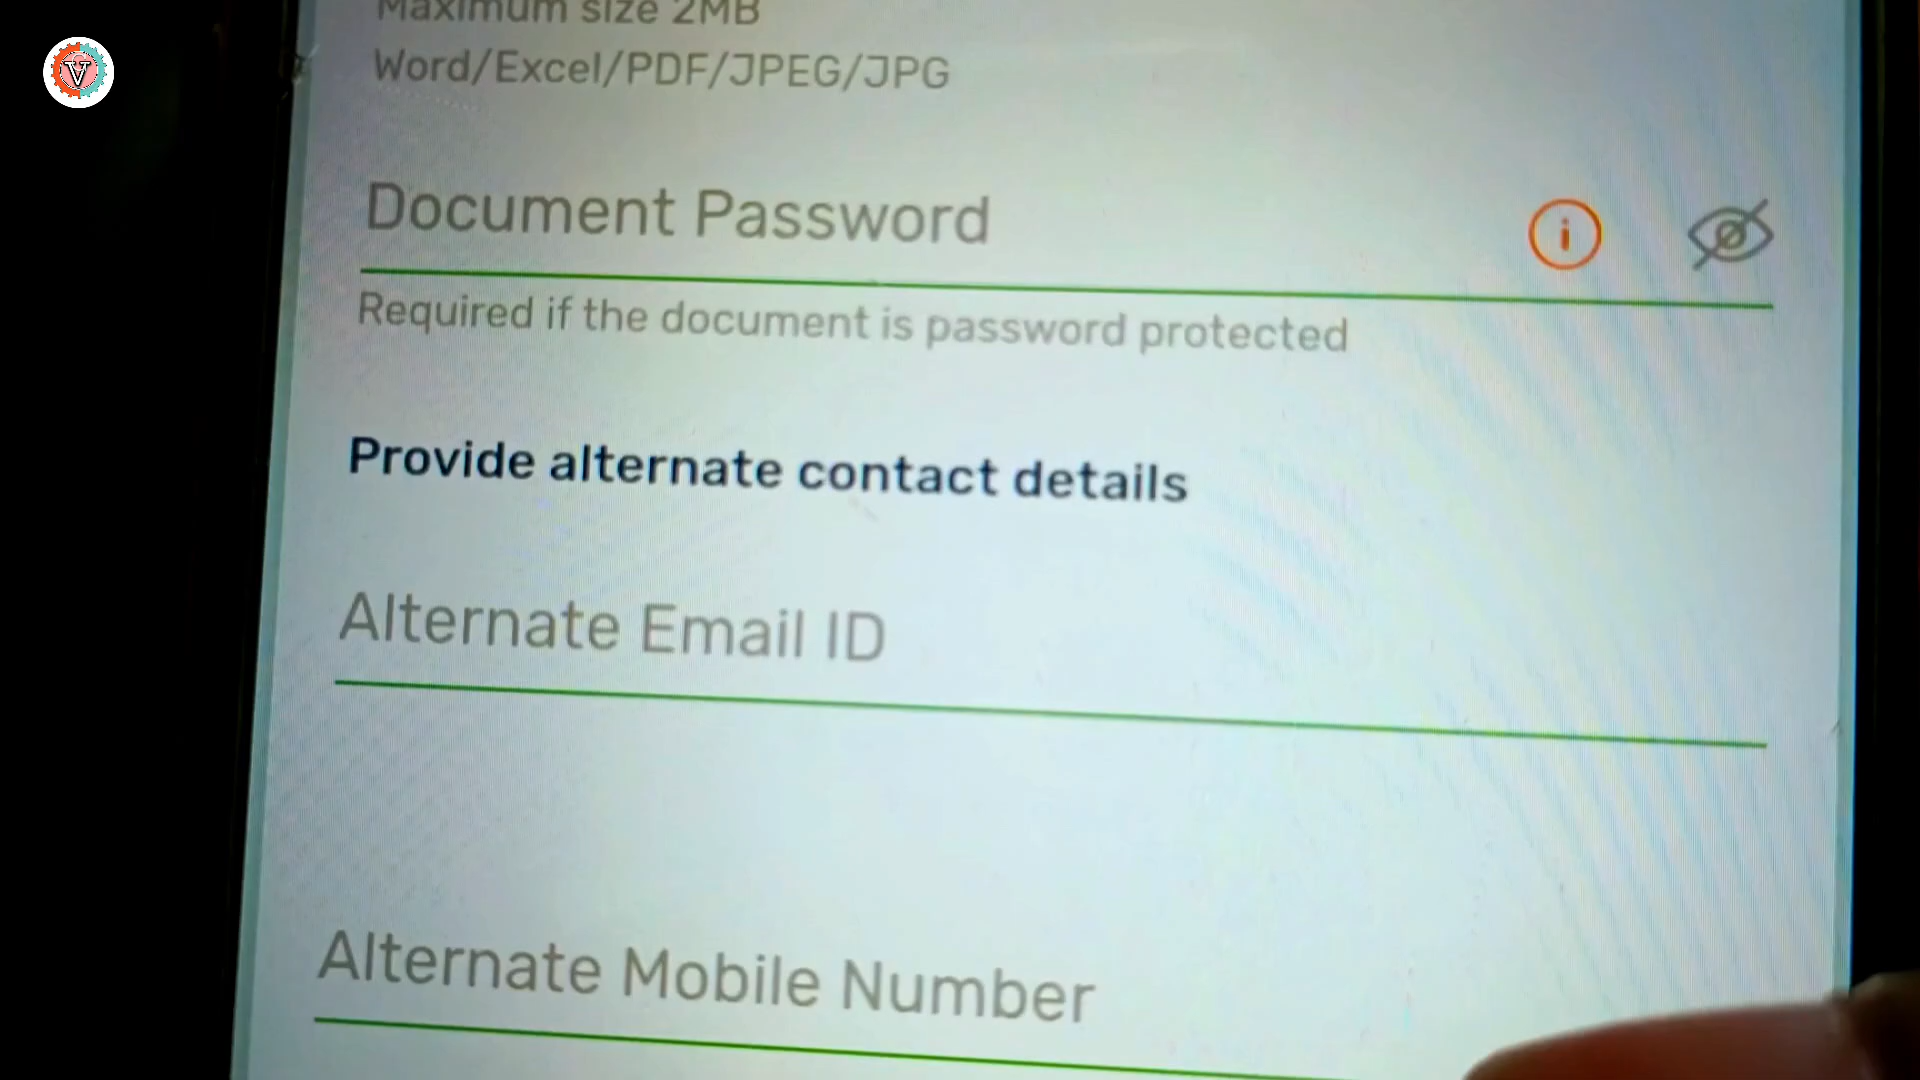 V
Maximum size 2MB
Word/Excel/PDF/JPEG/JPG
Document Password
Required if the document is password protected
Provide alternate contact details
Alternate Email ID
Alternate Mobile Number